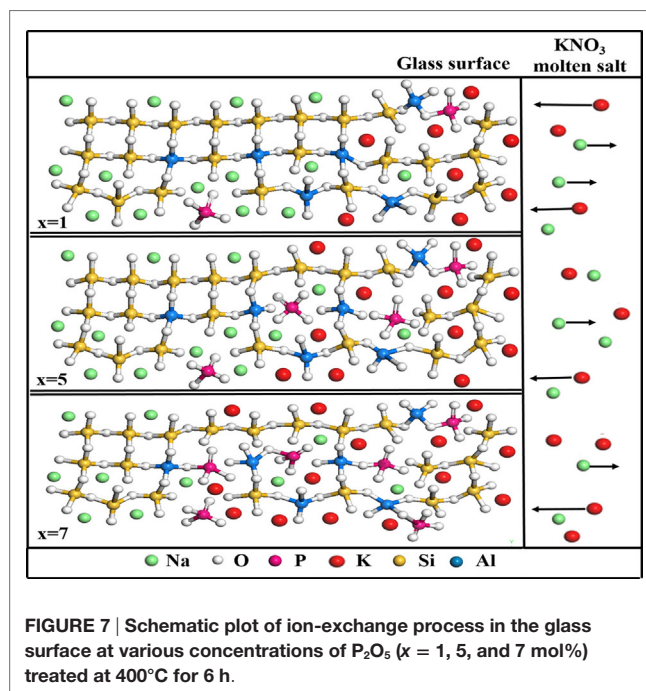 Glass surface
KNO₃
molten salt
x=1
x=5
x=7
Na O P K Si Al
FIGURE 7 | Schematic plot of ion-exchange process in the glass
surface at various concentrations of P₂O₅ (x = 1, 5, and 7 mol%)
treated at 400°C for 6 h.